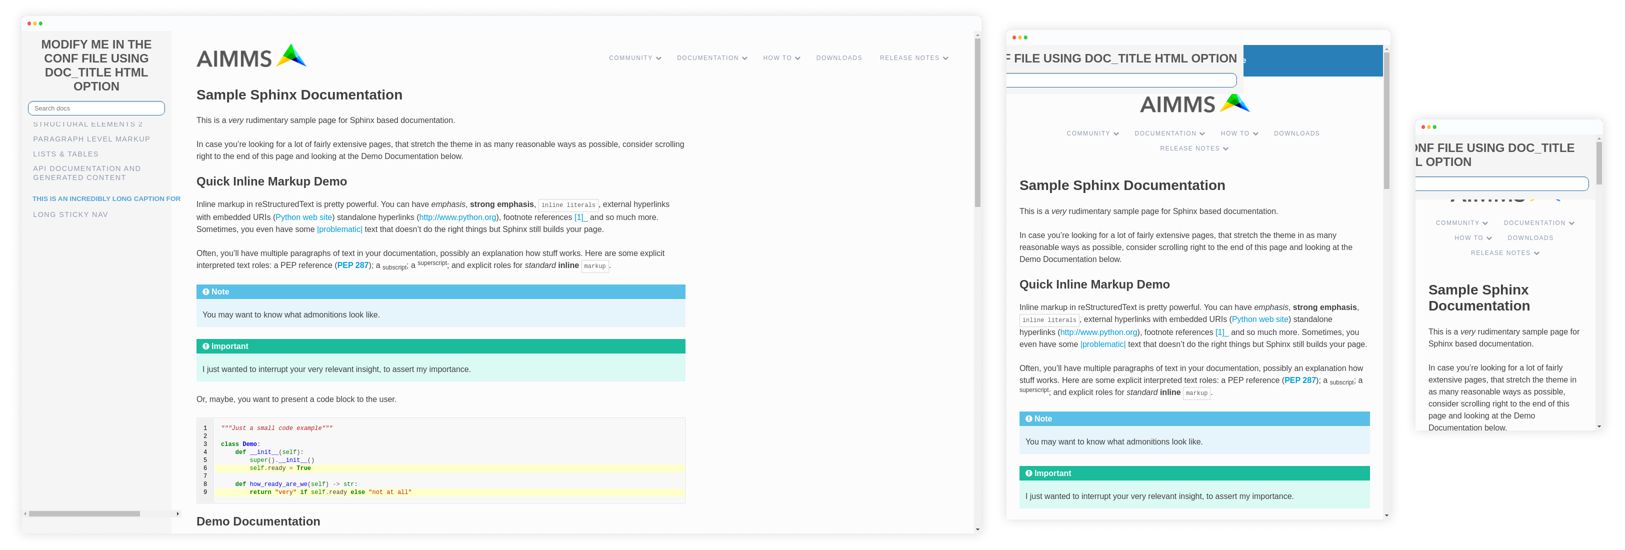 MODIFY ME IN THE
CONF FILE USING
DOC_TITLE HTML
OPTION
Search docs
STRUCTURAL ELEMENTS 2
PARAGRAPH LEVEL MARKUP
LISTS & TABLES
API DOCUMENTATION AND
GENERATED CONTENT
THIS IS AN INCREDIBLY LONG CAPTION FOR
LONG STICKY NAV
AIMMS
COMMUNITY DOCUMENTATION HOW TO DOWNLOADS RELEASE NOTES
Sample Sphinx Documentation
This is a very rudimentary sample page for Sphinx based documentation.
In case you're looking for a lot of fairly extensive pages, that stretch the theme in as many reasonable ways as possible, consider scrolling
right to the end of this page and looking at the Demo Documentation below.
Quick Inline Markup Demo
Inline markup in reStructuredText is pretty powerful. You can have emphasis, strong emphasis, inline literals, external hyperlinks
with embedded URIs (Python web site) standalone hyperlinks (http://www.python.org), footnote references [1]_ and so much more.
Sometimes, you even have some |problematic| text that doesn't do the right things but Sphinx still builds your page.
Often, you'll have multiple paragraphs of text in your documentation, possibly an explanation how stuff works. Here are some explicit
interpreted text roles: a PEP reference (PEP 287); a subscript; a superscript; and explicit roles for standard inline markup.
Note
You may want to know what admonitions look like.
Important
I just wanted to interrupt your very relevant insight, to assert my importance.
Or, maybe, you want to present a code block to the user.
1 """Just a small code example"""
2
3 class Demo:
4 def __init__(self):
5 super().__init__()
6 self.ready = True
7
8 def how_ready_are_we(self) -> str:
9 return "very" if self.ready else "not at all"
Demo Documentation
F FILE USING DOC_TITLE HTML OPTION
AIMMS
COMMUNITY DOCUMENTATION HOW TO DOWNLOADS
RELEASE NOTES
Sample Sphinx Documentation
This is a very rudimentary sample page for Sphinx based documentation.
In case you're looking for a lot of fairly extensive pages, that stretch the theme in as many
reasonable ways as possible, consider scrolling right to the end of this page and looking at the
Demo Documentation below.
Quick Inline Markup Demo
Inline markup in reStructuredText is pretty powerful. You can have emphasis, strong emphasis,
inline literals, external hyperlinks with embedded URIs (Python web site) standalone
hyperlinks (http://www.python.org), footnote references [1]_ and so much more. Sometimes, you
even have some |problematic| text that doesn't do the right things but Sphinx still builds your page.
Often, you'll have multiple paragraphs of text in your documentation, possibly an explanation how
stuff works. Here are some explicit interpreted text roles: a PEP reference (PEP 287); a subscript; a
superscript; and explicit roles for standard inline markup.
Note
You may want to know what admonitions look like.
Important
I just wanted to interrupt your very relevant insight, to assert my importance.
ONF FILE USING DOC_TITLE
L OPTION
COMMUNITY DOCUMENTATION
HOW TO DOWNLOADS
RELEASE NOTES
Sample Sphinx
Documentation
This is a very rudimentary sample page for
Sphinx based documentation.
In case you're looking for a lot of fairly
extensive pages, that stretch the theme in
as many reasonable ways as possible,
consider scrolling right to the end of this
page and looking at the Demo
Documentation below.